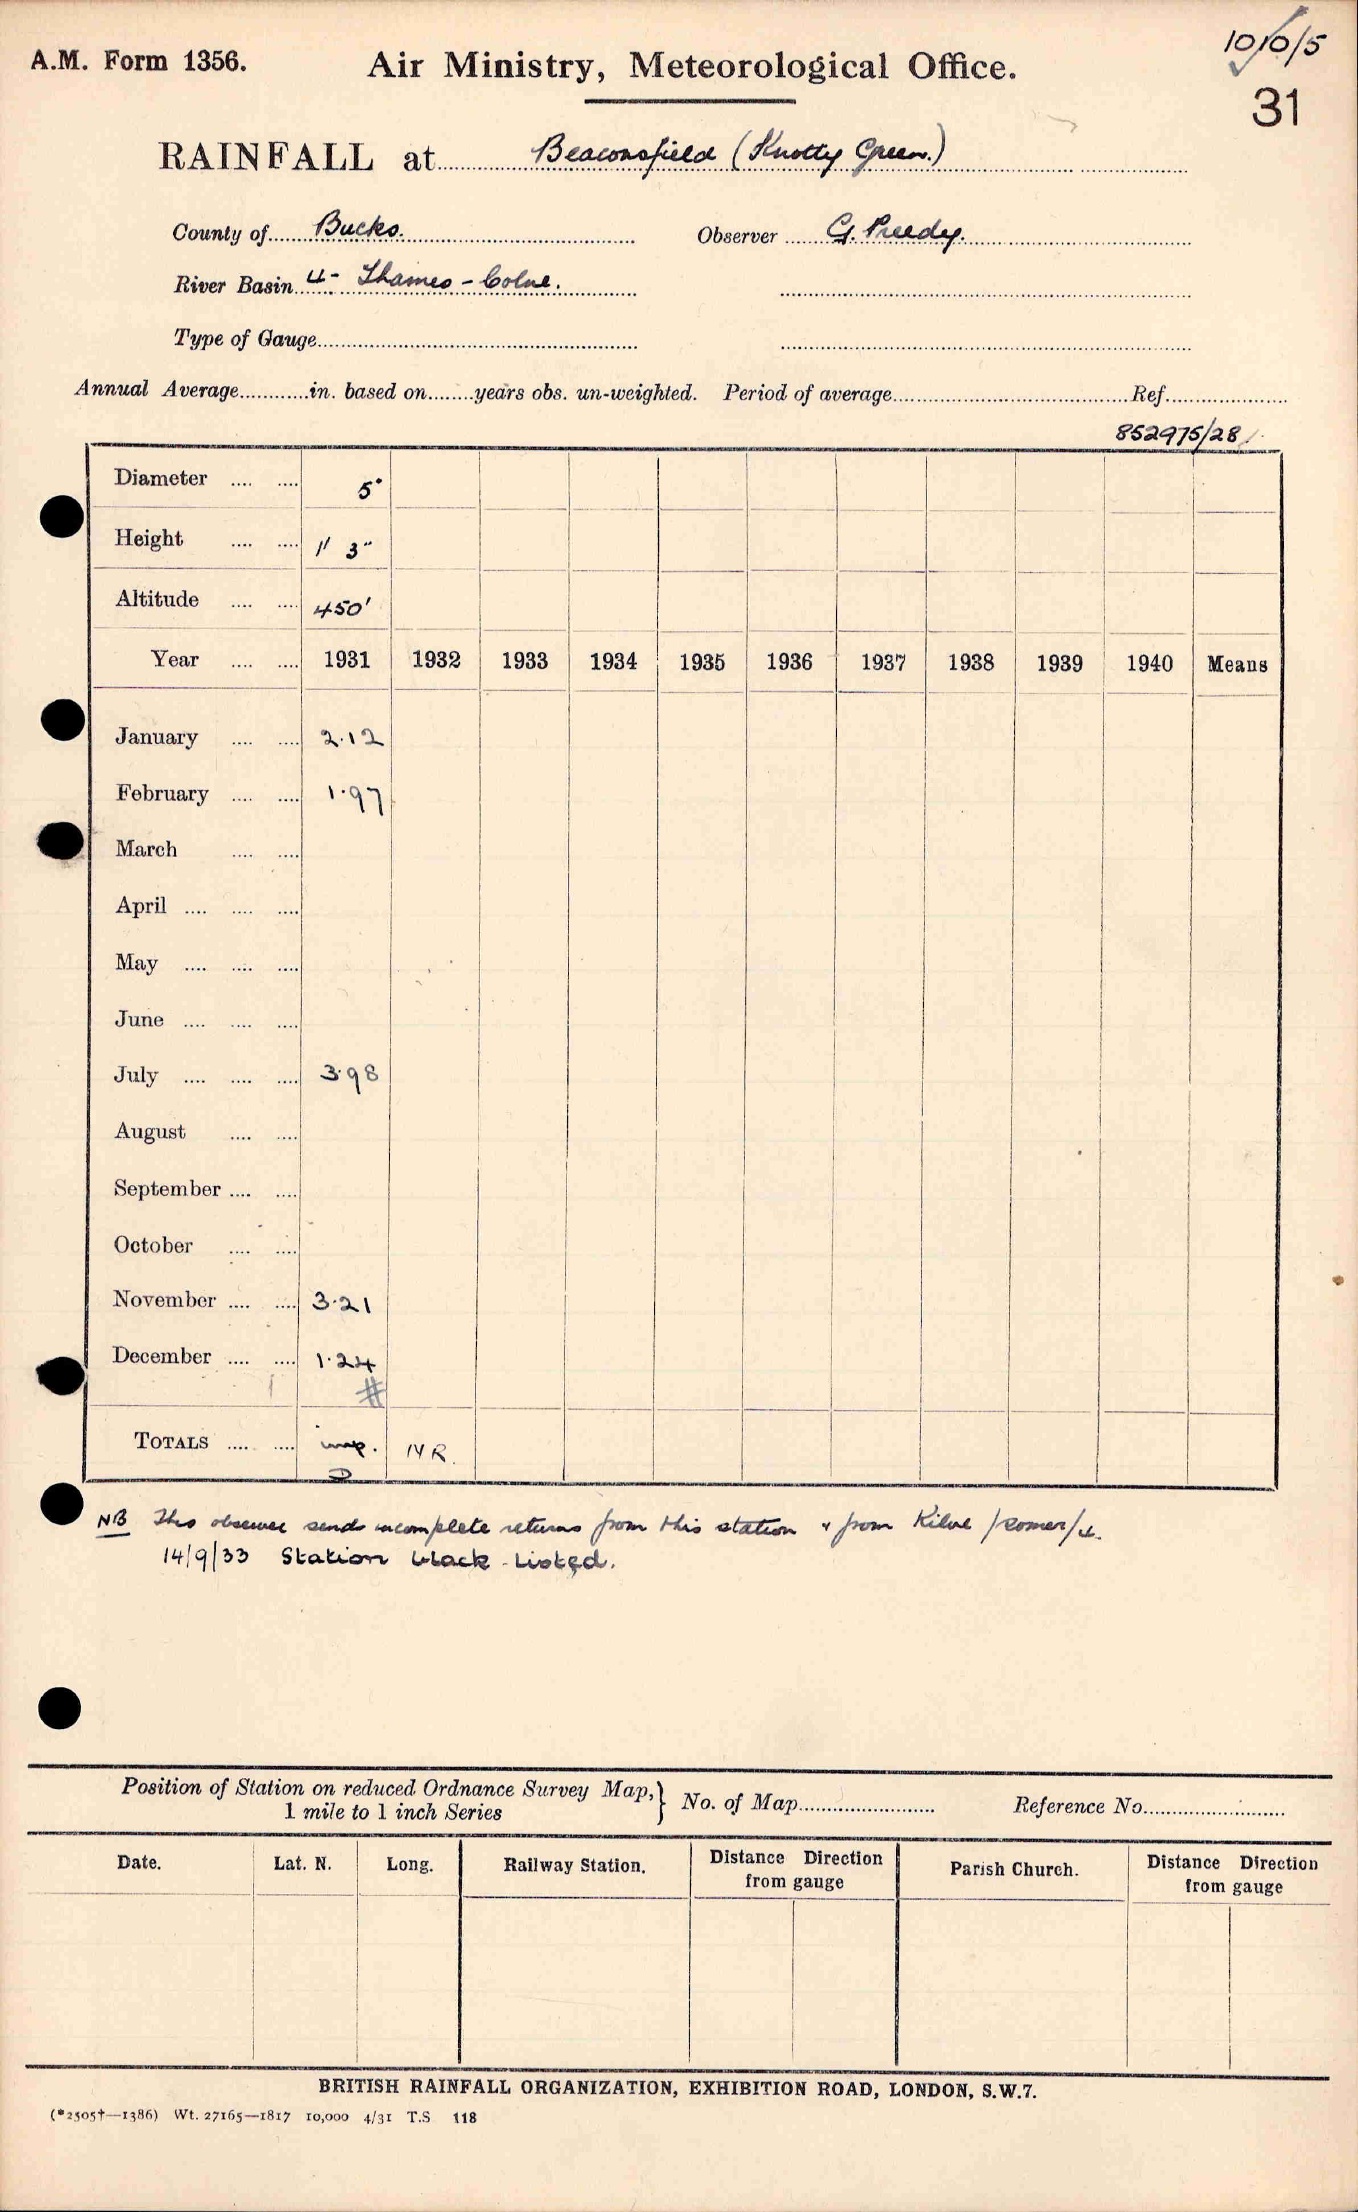 A.M. Form 1356.
Air Ministry, Meteorological Office.
10/10/5
31
RAINFALL at Beaconsfield (Knotty Green.)
County of Bucks. Observer G. Preedy.
River Basin 4- Thames - Colne.
Type of Gauge
Annual Average in. based on years obs. un-weighted. Period of average Ref.
852975/28
Diameter 5"
Height 1' 3"
Altitude 450'
Year 1931 1932 1933 1934 1935 1936 1937 1938 1939 1940 Means
January 2.12
February 1.97
March
April
May
June
July 3.98
August
September
October
November 3.21
December 1.24
#
TOTALS imp. NR.
D
NB This observer sends incomplete returns from this station & from Kilve /Somer/4.
14/9/33 Station black-listed.
Position of Station on reduced Ordnance Survey Map, } No. of Map Reference No.
1 mile to 1 inch Series
Date. Lat. N. Long. Railway Station. Distance Direction from gauge Parish Church. Distance Direction from gauge
BRITISH RAINFALL ORGANIZATION, EXHIBITION ROAD, LONDON, S.W.7.
(*2505†—1386) Wt. 27165—1817 10,000 4/31 T.S 118